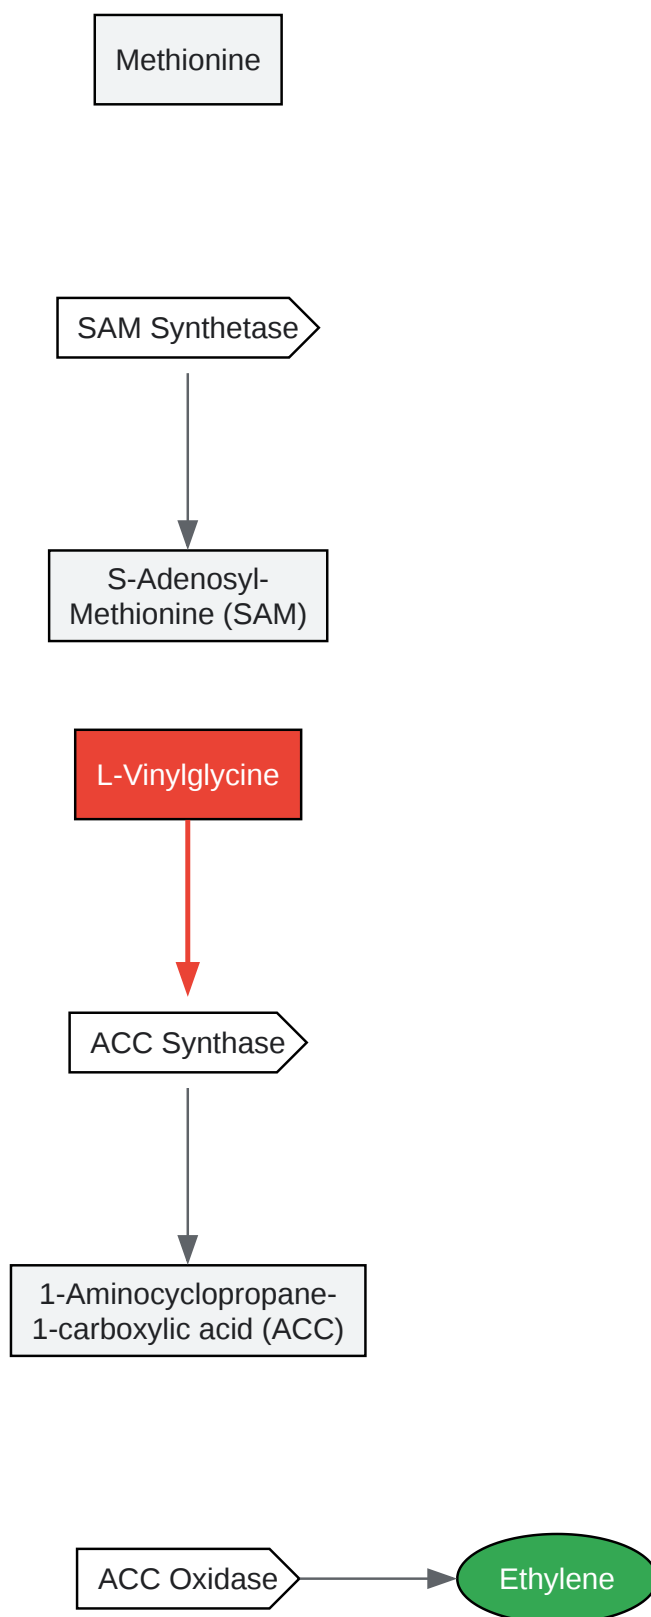 Methionine
SAM Synthetase
S-Adenosyl-
Methionine (SAM)
L-Vinylglycine
ACC Synthase
1-Aminocyclopropane-
1-carboxylic acid (ACC)
ACC Oxidase
Ethylene